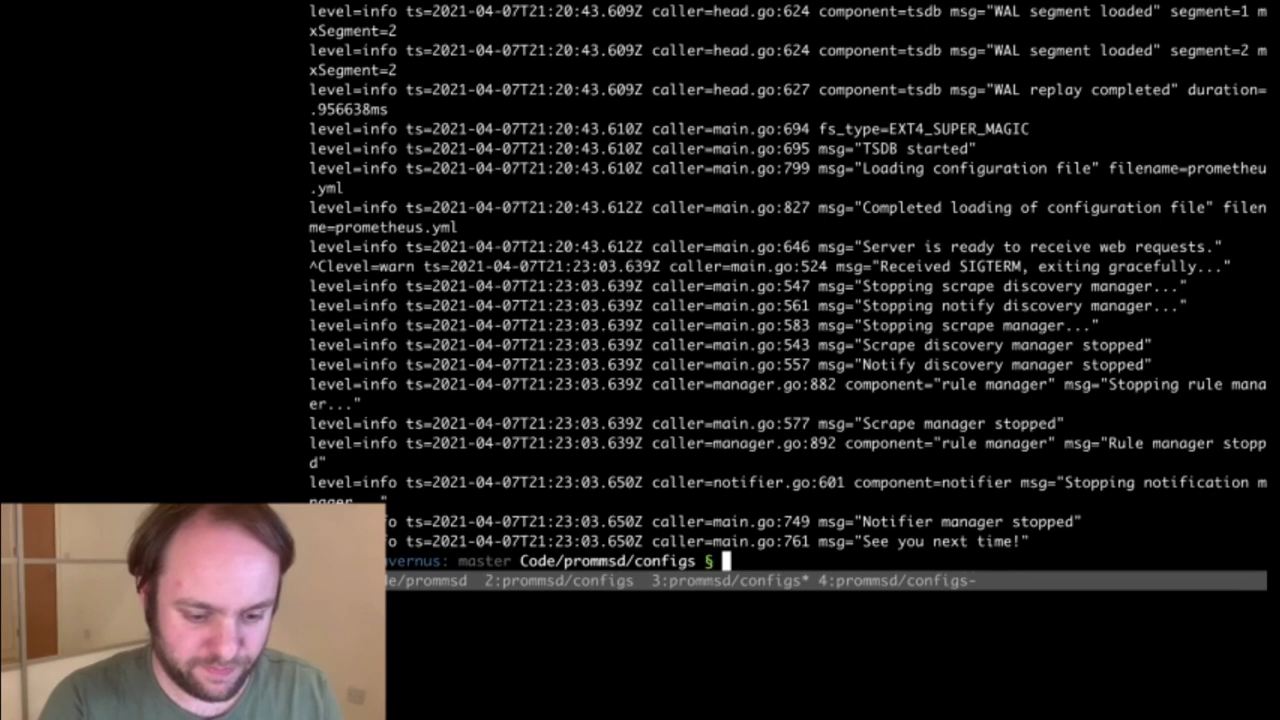 level=info ts=2021-04-07T21:20:43.609Z caller=head.go:624 component=tsdb msg="WAL segment loaded" segment=1 m
xSegment=2
level=info ts=2021-04-07T21:20:43.609Z caller=head.go:624 component=tsdb msg="WAL segment loaded" segment=2 m
xSegment=2
level=info ts=2021-04-07T21:20:43.609Z caller=head.go:627 component=tsdb msg="WAL replay completed" duration=
.956638ms
level=info ts=2021-04-07T21:20:43.610Z caller=main.go:694 fs_type=EXT4_SUPER_MAGIC
level=info ts=2021-04-07T21:20:43.610Z caller=main.go:695 msg="TSDB started"
level=info ts=2021-04-07T21:20:43.610Z caller=main.go:799 msg="Loading configuration file" filename=prometheu
.yml
level=info ts=2021-04-07T21:20:43.612Z caller=main.go:827 msg="Completed loading of configuration file" filen
me=prometheus.yml
level=info ts=2021-04-07T21:20:43.612Z caller=main.go:646 msg="Server is ready to receive web requests."
^Clevel=warn ts=2021-04-07T21:23:03.639Z caller=main.go:524 msg="Received SIGTERM, exiting gracefully..."
level=info ts=2021-04-07T21:23:03.639Z caller=main.go:547 msg="Stopping scrape discovery manager..."
level=info ts=2021-04-07T21:23:03.639Z caller=main.go:561 msg="Stopping notify discovery manager..."
level=info ts=2021-04-07T21:23:03.639Z caller=main.go:583 msg="Stopping scrape manager..."
level=info ts=2021-04-07T21:23:03.639Z caller=main.go:543 msg="Scrape discovery manager stopped"
level=info ts=2021-04-07T21:23:03.639Z caller=main.go:557 msg="Notify discovery manager stopped"
level=info ts=2021-04-07T21:23:03.639Z caller=manager.go:882 component="rule manager" msg="Stopping rule mana
er..."
level=info ts=2021-04-07T21:23:03.639Z caller=main.go:577 msg="Scrape manager stopped"
level=info ts=2021-04-07T21:23:03.639Z caller=manager.go:892 component="rule manager" msg="Rule manager stopp
d"
level=info ts=2021-04-07T21:23:03.650Z caller=notifier.go:601 component=notifier msg="Stopping notification m
fo ts=2021-04-07T21:23:03.650Z caller=main.go:749 msg="Notifier manager stopped"
fo ts=2021-04-07T21:23:03.650Z caller=main.go:761 msg="See you next time!"
vernus: master Code/prommsd/configs §
de/prommsd 2:prommsd/configs 3:prommsd/configs* 4:prommsd/configs-